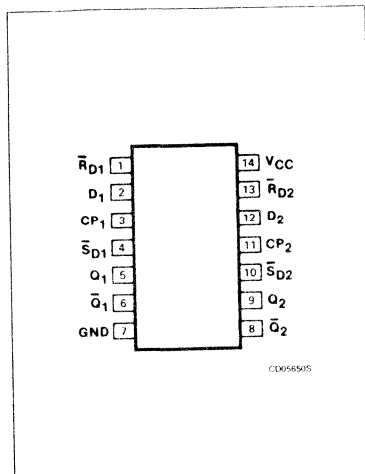 R̅D1 1 14 VCC
D1 2 13 R̅D2
CP1 3 12 D2
S̅D1 4 11 CP2
Q1 5 10 S̅D2
Q̅1 6 9 Q2
GND 7 8 Q̅2
CD05650S